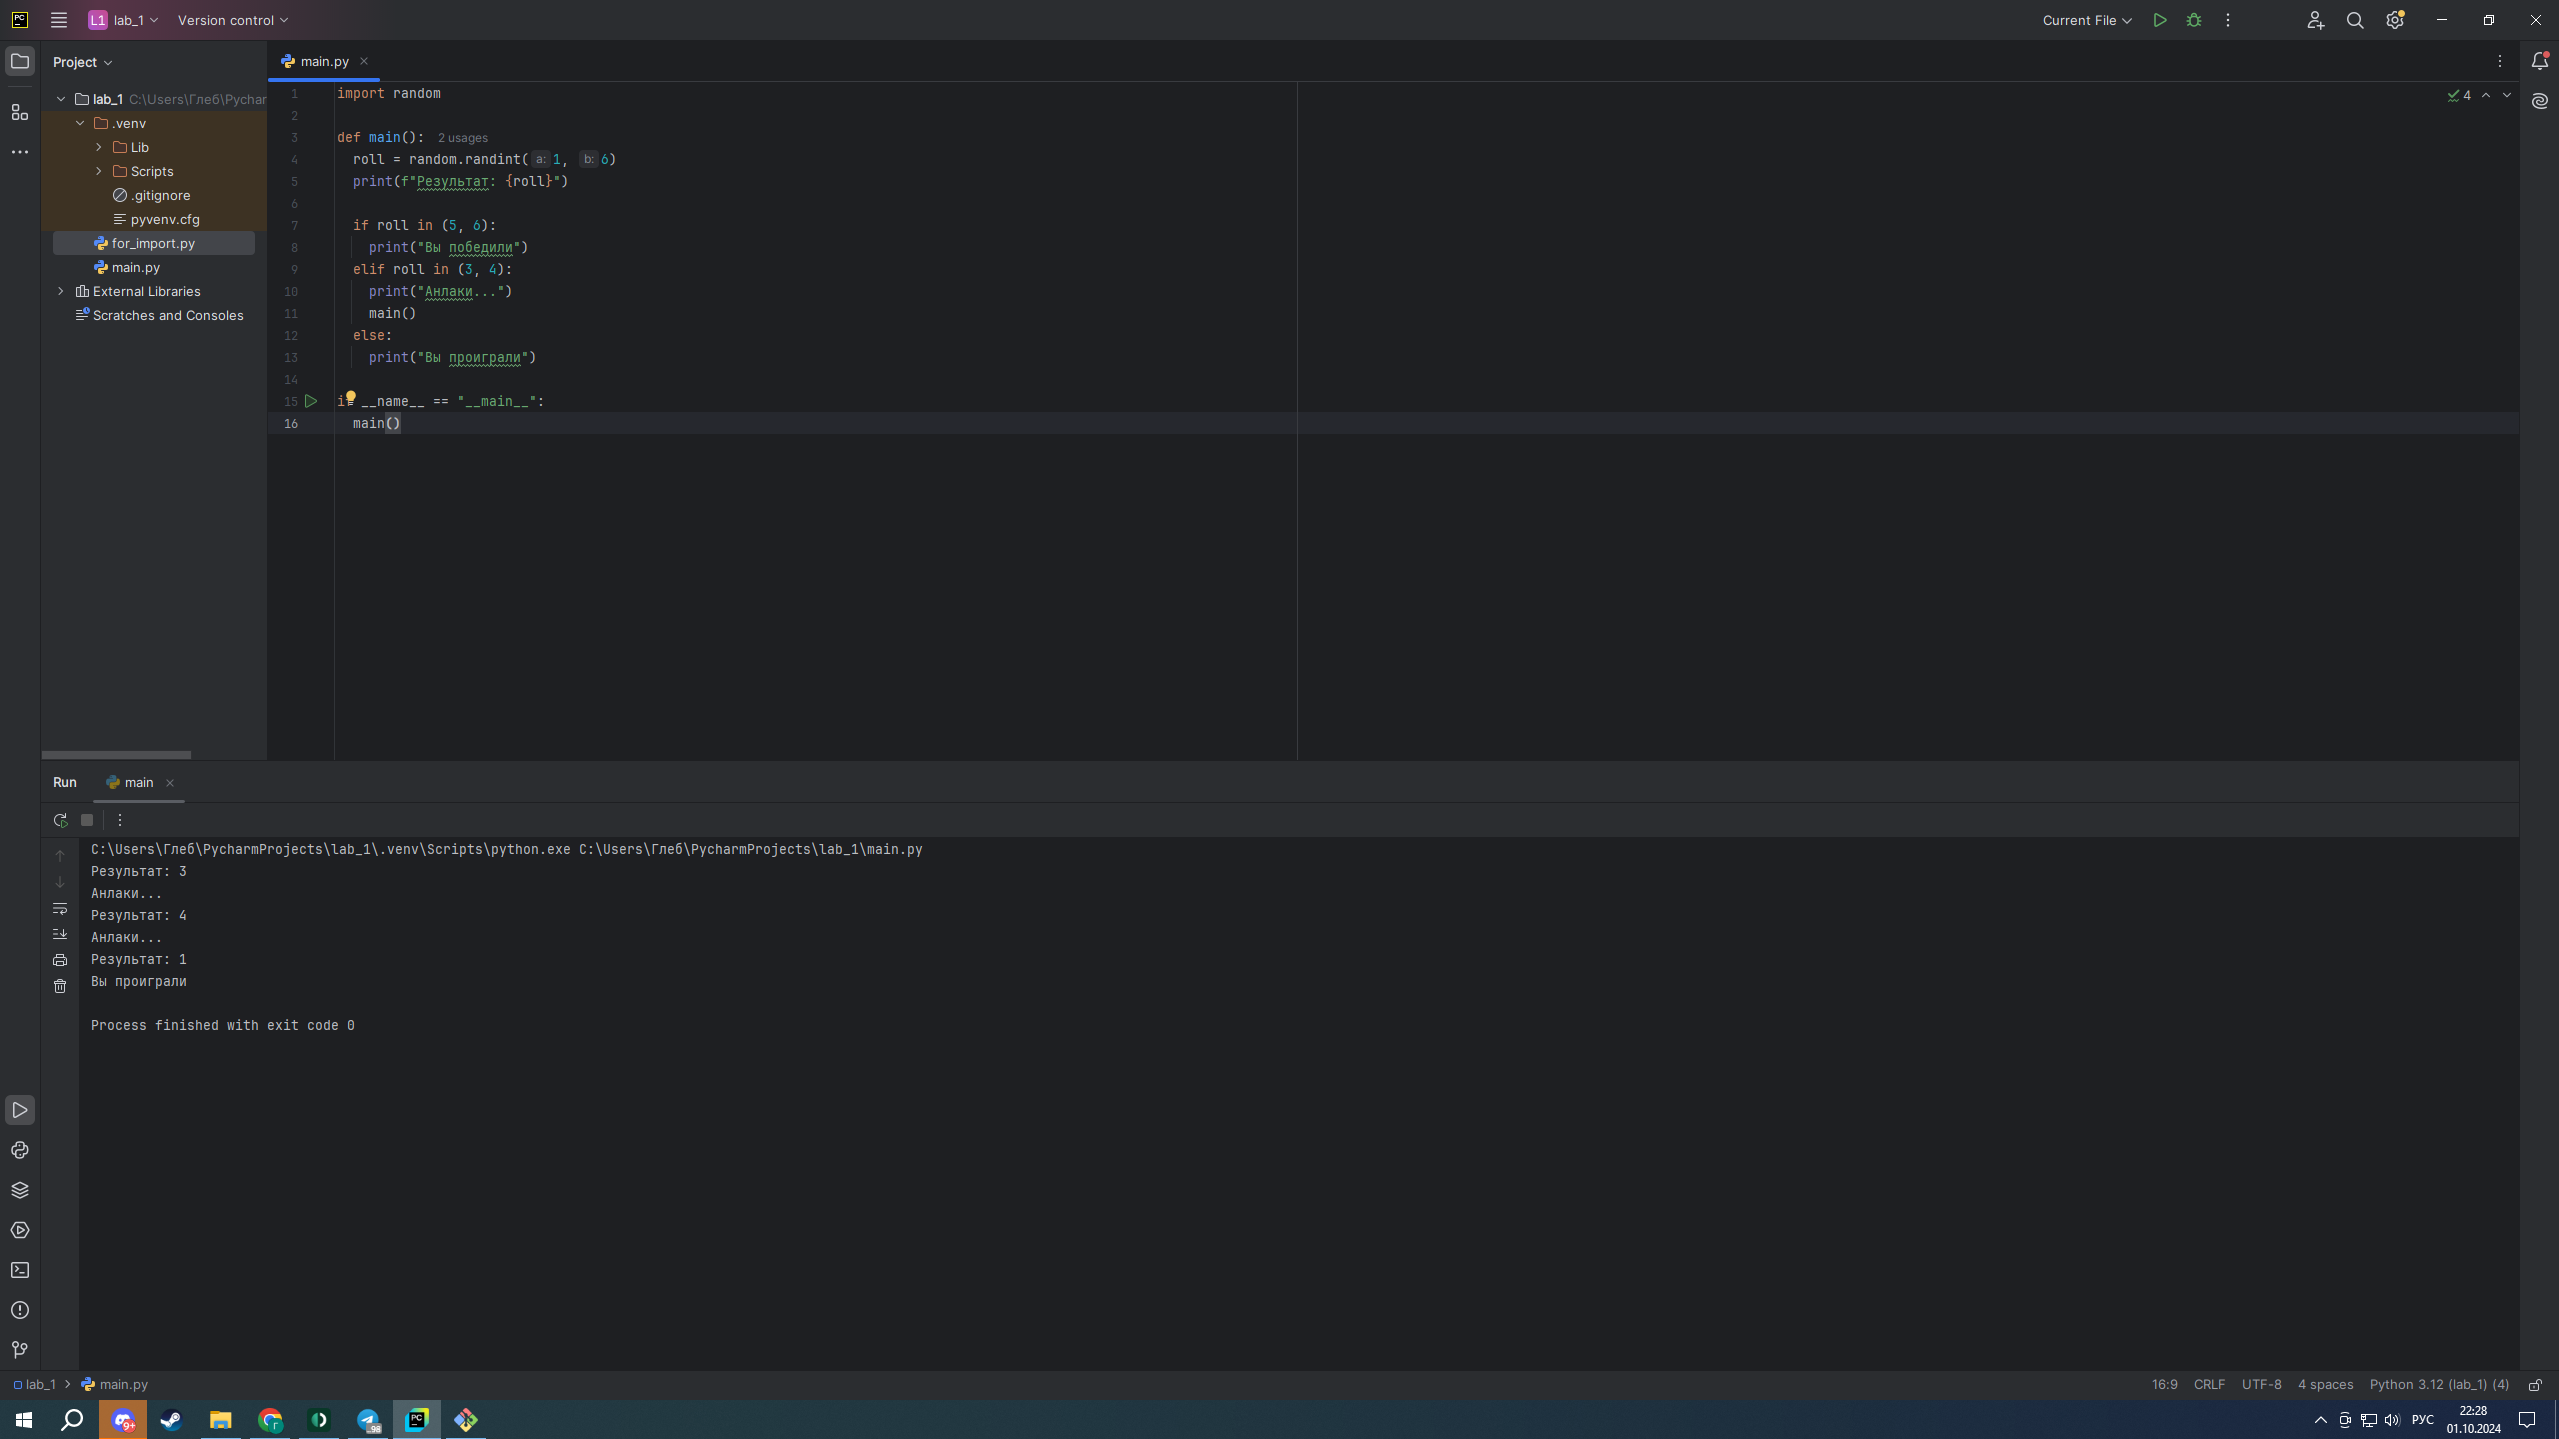 PC L1 lab_1 Version control Current File
Project
main.py
lab_1 C:\Users\Глеб\Pychar
.venv
Lib
Scripts
.gitignore
pyvenv.cfg
for_import.py
main.py
External Libraries
Scratches and Consoles
4
1 import random
2
3 def main(): 2 usages
4 roll = random.randint( a: 1, b: 6)
5 print(f"Результат: {roll}")
6
7 if roll in (5, 6):
8 print("Вы победили")
9 elif roll in (3, 4):
10 print("Анлаки...")
11 main()
12 else:
13 print("Вы проиграли")
14
15 if __name__ == "__main__":
16 main()
Run main
C:\Users\Глеб\PycharmProjects\lab_1\.venv\Scripts\python.exe C:\Users\Глеб\PycharmProjects\lab_1\main.py
Результат: 3
Анлаки...
Результат: 4
Анлаки...
Результат: 1
Вы проиграли
Process finished with exit code 0
lab_1 main.py 16:9 CRLF UTF-8 4 spaces Python 3.12 (lab_1) (4)
9+ Г 98 PC РУС 22:28
01.10.2024